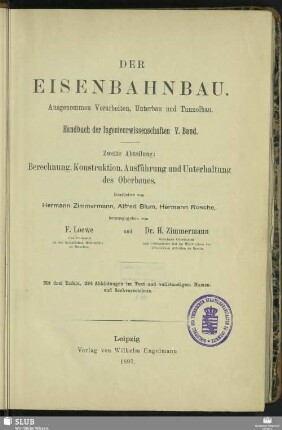 DER
EISENBAHNBAU.
Ausgenommen Vorarbeiten, Unterbau und Tunnelbau.
Handbuch der Ingenieurwissenschaften V. Band.
Zweite Abteilung:
Berechnung, Konstruktion, Ausführung und Unterhaltung
des Oberbaues.
Bearbeitet von
Hermann Zimmermann, Alfred Blum, Hermann Rosche,
herausgegeben von
F. Loewe und Dr. H. Zimmermann
Mit drei Tafeln, Abbildungen im Text und vollständigem Namen-
und Sachverzeichnis.
Leipzig
Verlag von Wilhelm Engelmann
1897.
SLUB